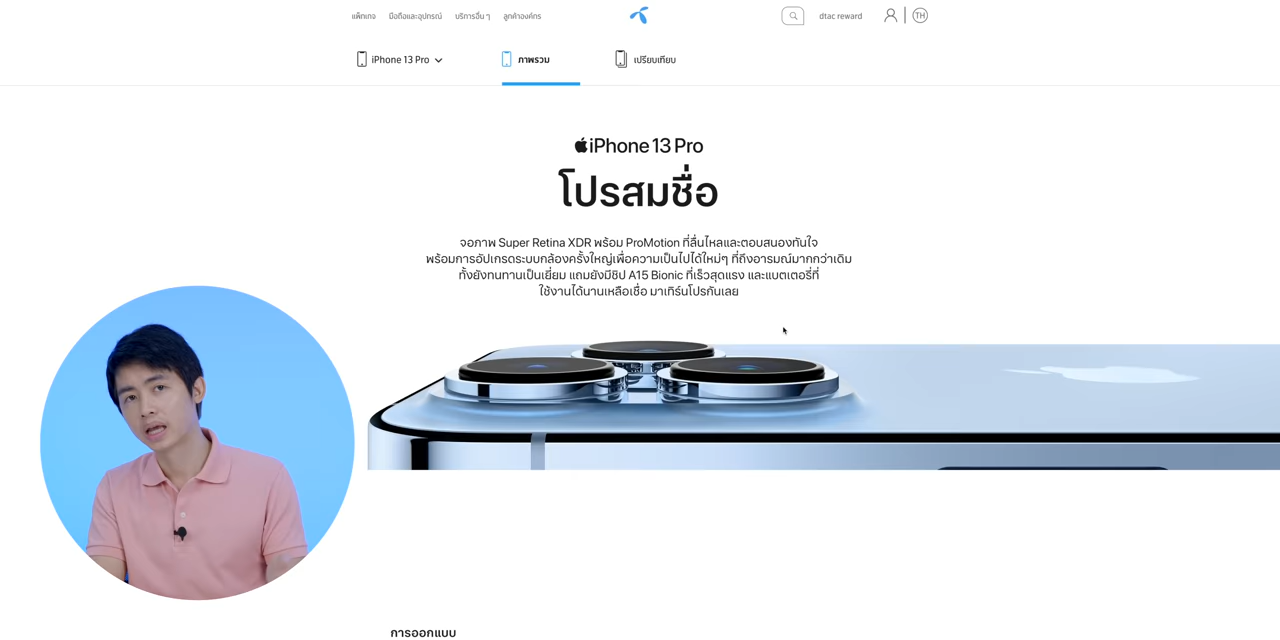 แพ็กเกจ มือถือและอุปกรณ์ บริการอื่น ๆ ลูกค้าองค์กร dtac reward TH
iPhone 13 Pro ภาพรวม เปรียบเทียบ
iPhone 13 Pro
โปรสมชื่อ
จอภาพ Super Retina XDR พร้อม ProMotion ที่ลื่นไหลและตอบสนองทันใจ
พร้อมการอัปเกรดระบบกล้องครั้งใหญ่เพื่อความเป็นไปได้ใหม่ๆ ที่ถึงอารมณ์มากกว่าเดิม
ทั้งยังทนทานเป็นเยี่ยม แถมยังมีชิป A15 Bionic ที่เร็วสุดแรง และแบตเตอรี่ที่
ใช้งานได้นานเหลือเชื่อ มาเทิร์นโปรกันเลย
การออกแบบ